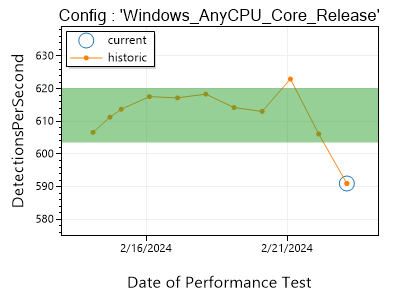 Config : 'Windows_AnyCPU_Core_Release'
current
historic
DetectionsPerSecond
630
620
610
600
590
580
2/16/2024
2/21/2024
Date of Performance Test